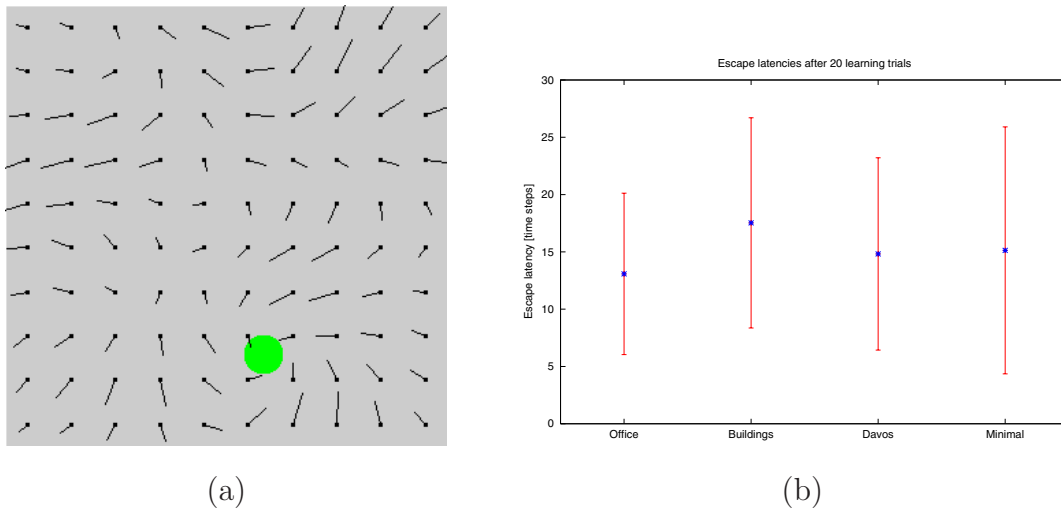 Escape latencies after 20 learning trials
30
25
20
15
10
5
0
Escape latency [time steps]
Office Buildings Davos Minimal
(a) (b)